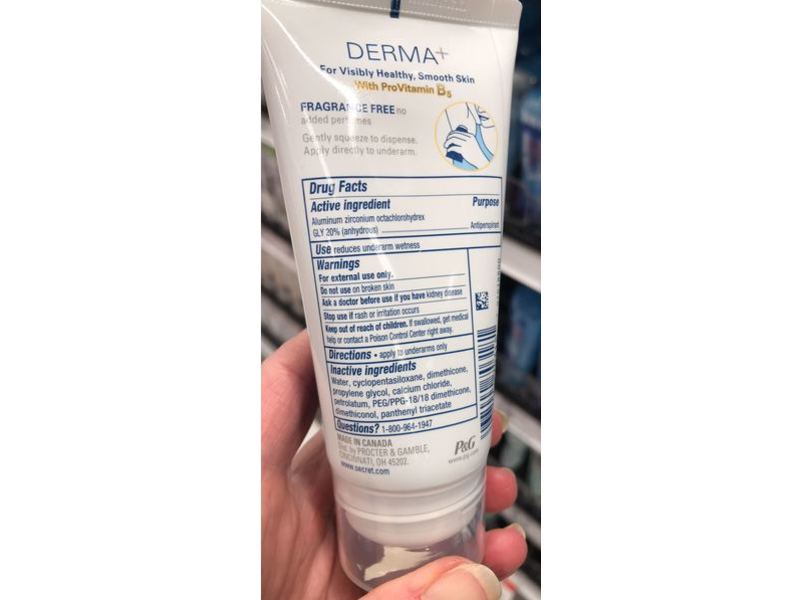 DERMA+
For Visibly Healthy, Smooth Skin
With ProVitamin B5
FRAGRANCE FREE no
added perfumes
Gently squeeze to dispense.
Apply directly to underarm.
Drug Facts
Active ingredient Purpose
Aluminum zirconium octachlorohydrex
GLY 20% (anhydrous) Antiperspirant
Use reduces underarm wetness
Warnings
For external use only.
Do not use on broken skin
Ask a doctor before use if you have kidney disease
Stop use if rash or irritation occurs
Keep out of reach of children. If swallowed, get medical
help or contact a Poison Control Center right away.
Directions • apply to underarms only
Inactive ingredients
Water, cyclopentasiloxane, dimethicone,
propylene glycol, calcium chloride,
petrolatum, PEG/PPG-18/18 dimethicone,
dimethiconol, panthenyl triacetate
Questions? 1-800-964-1947
MADE IN CANADA
Dist. by PROCTER & GAMBLE,
CINCINNATI, OH 45202.
www.secret.com
P&G
www.pg.com